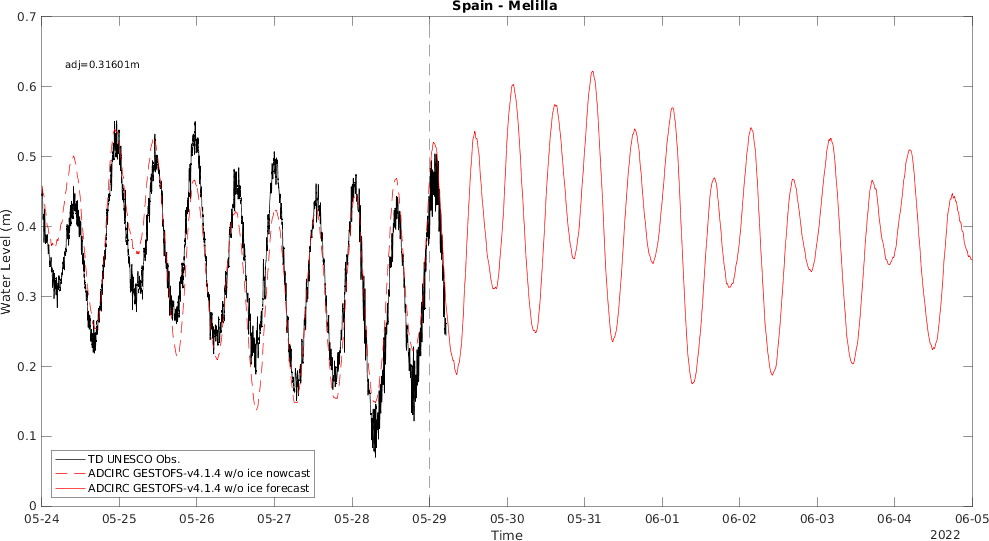 Spain - Melilla
0.7
0.6
0.5
0.4
0.3
0.2
0.1
0
Water Level (m)
adj=0.31601m
TD UNESCO Obs.
ADCIRC GESTOFS-v4.1.4 w/o ice nowcast
ADCIRC GESTOFS-v4.1.4 w/o ice forecast
05-24 05-25 05-26 05-27 05-28 05-29 05-30 05-31 06-01 06-02 06-03 06-04 06-05
Time
2022